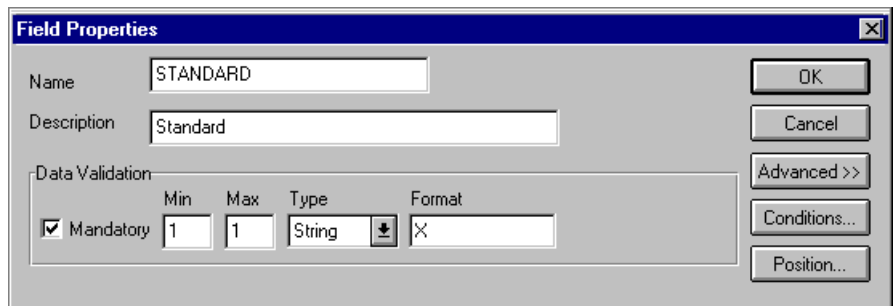 Field Properties
Name STANDARD OK
Description Standard Cancel
Data Validation Advanced >>
Min Max Type Format
Mandatory 1 1 String X Conditions...
Position...